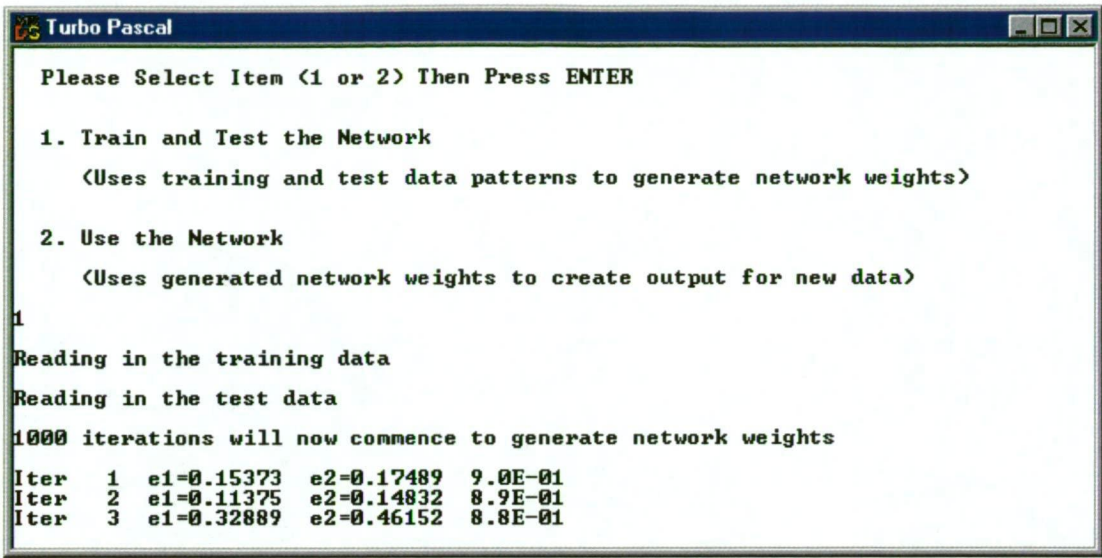 Turbo Pascal
Please Select Item (1 or 2) Then Press ENTER
1. Train and Test the Network
(Uses training and test data patterns to generate network weights)
2. Use the Network
(Uses generated network weights to create output for new data)
1
Reading in the training data
Reading in the test data
1000 iterations will now commence to generate network weights
Iter 1 e1=0.15373 e2=0.17489 9.0E-01
Iter 2 e1=0.11375 e2=0.14832 8.9E-01
Iter 3 e1=0.32889 e2=0.46152 8.8E-01